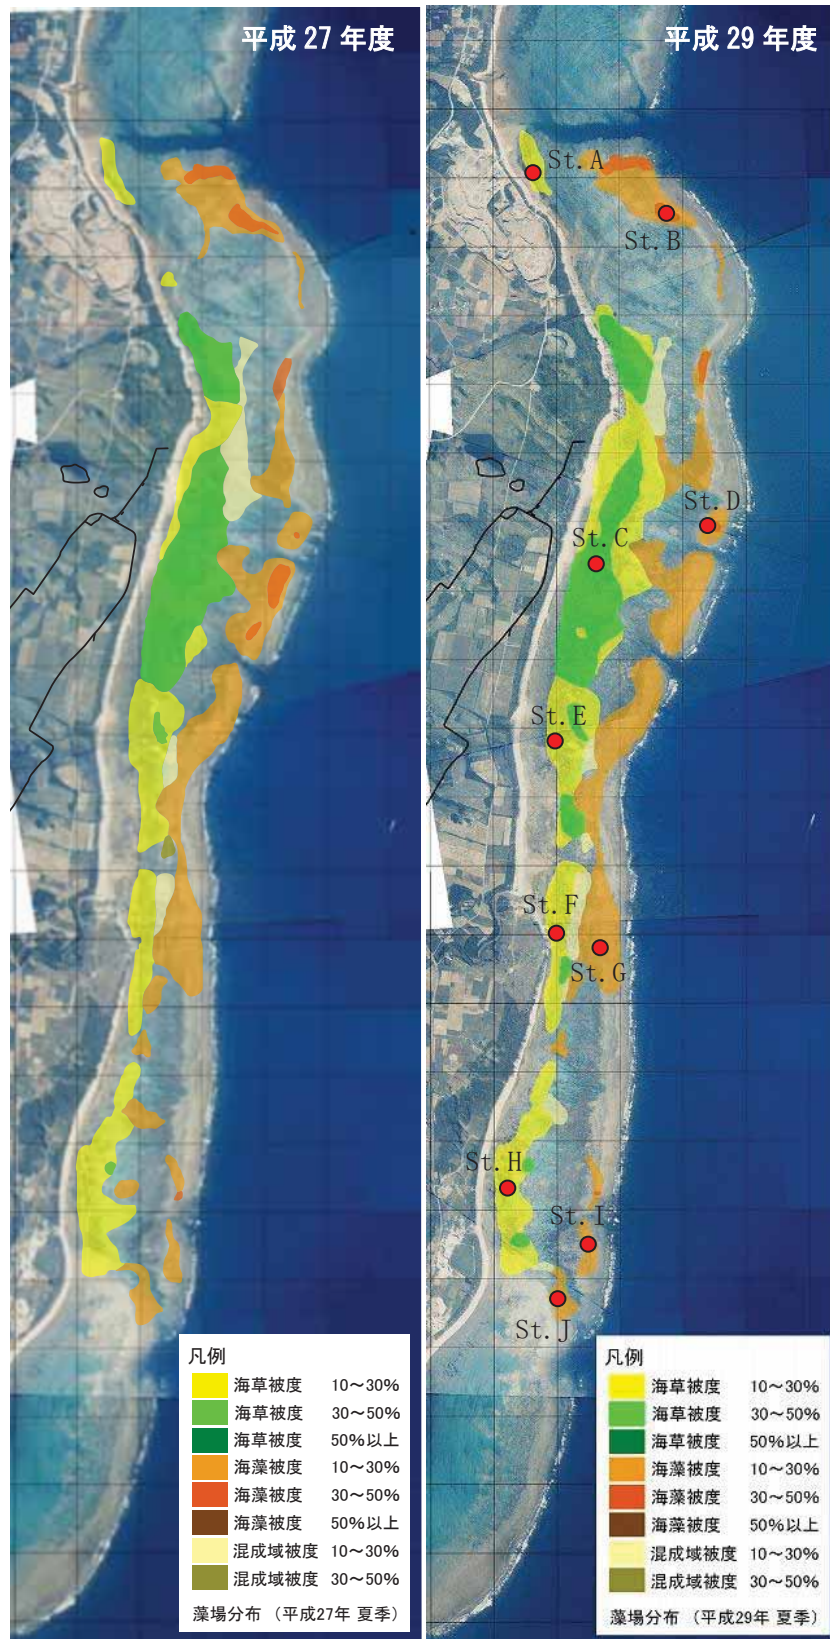 平成 27 年度
凡例
海草被度 10～30%
海草被度 30～50%
海草被度 50%以上
海藻被度 10～30%
海藻被度 30～50%
海藻被度 50%以上
混成域被度 10～30%
混成域被度 30～50%
藻場分布 （平成27年 夏季）
平成 29 年度
St. A
St. B
St. D
St. C
St. E
St. F
St. G
St. H
St. I
St. J
凡例
海草被度 10～30%
海草被度 30～50%
海草被度 50%以上
海藻被度 10～30%
海藻被度 30～50%
海藻被度 50%以上
混成域被度 10～30%
混成域被度 30～50%
藻場分布 （平成29年 夏季）